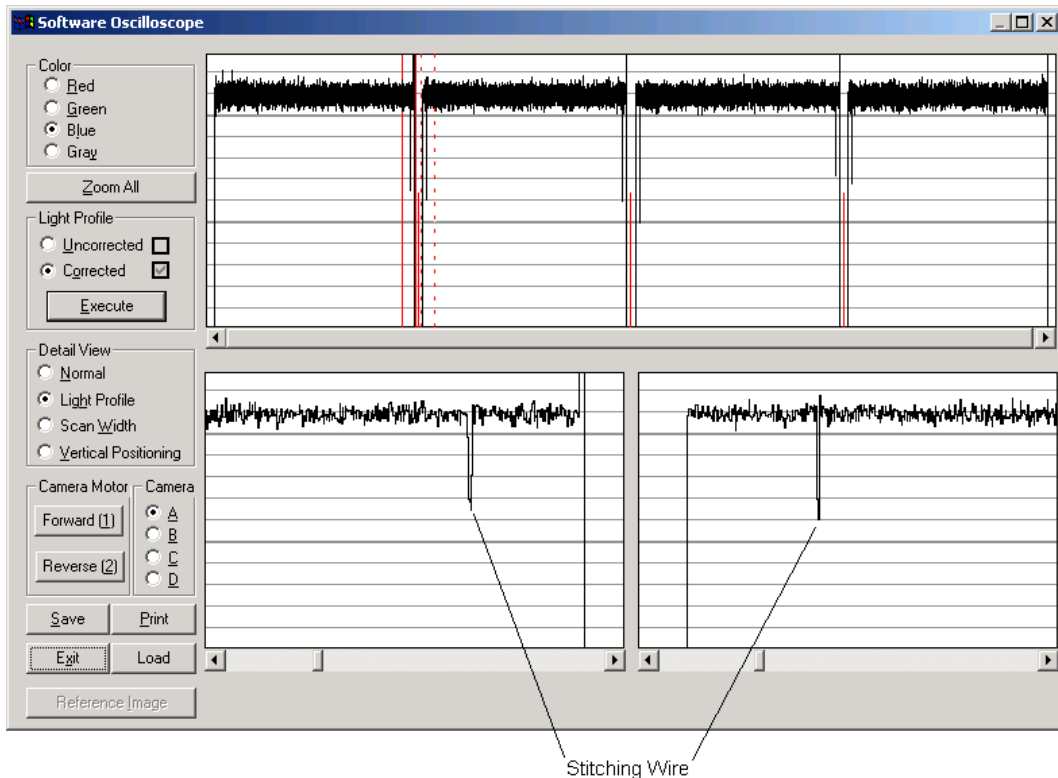 Software Oscilloscope
Color
Red
Green
Blue
Gray
Zoom All
Light Profile
Uncorrected
Corrected
Execute
Detail View
Normal
Light Profile
Scan Width
Vertical Positioning
Camera Motor
Forward (1)
Reverse (2)
Camera
A
B
C
D
Save
Print
Exit
Load
Reference Image
Stitching Wire